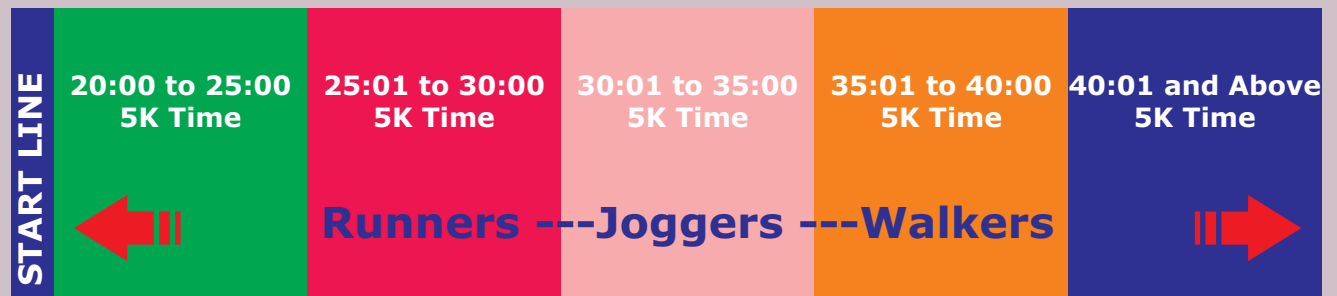 START LINE
20:00 to 25:00
5K Time
25:01 to 30:00
5K Time
30:01 to 35:00
5K Time
35:01 to 40:00
5K Time
40:01 and Above
5K Time
Runners ---Joggers ---Walkers